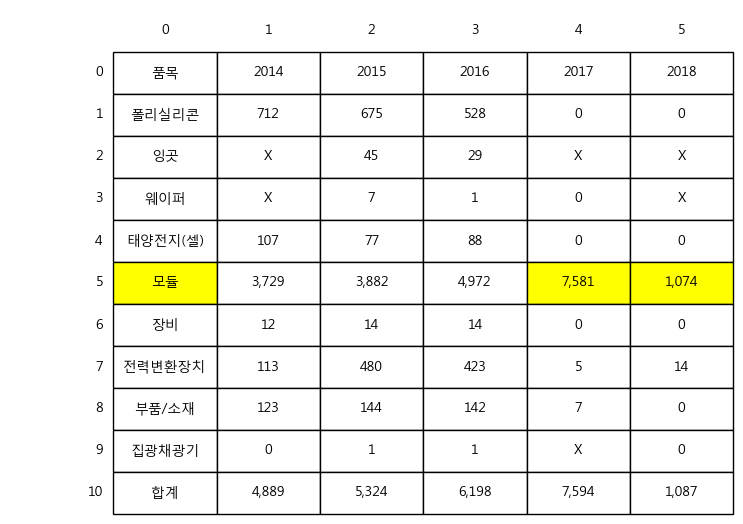 0 1 2 3 4 5
0 품목 2014 2015 2016 2017 2018
1 폴리실리콘 712 675 528 0 0
2 잉곳 X 45 29 X X
3 웨이퍼 X 7 1 0 X
4 태양전지(셀) 107 77 88 0 0
5 모듈 3,729 3,882 4,972 7,581 1,074
6 장비 12 14 14 0 0
7 전력변환장치 113 480 423 5 14
8 부품/소재 123 144 142 7 0
9 집광채광기 0 1 1 X 0
10 합계 4,889 5,324 6,198 7,594 1,087